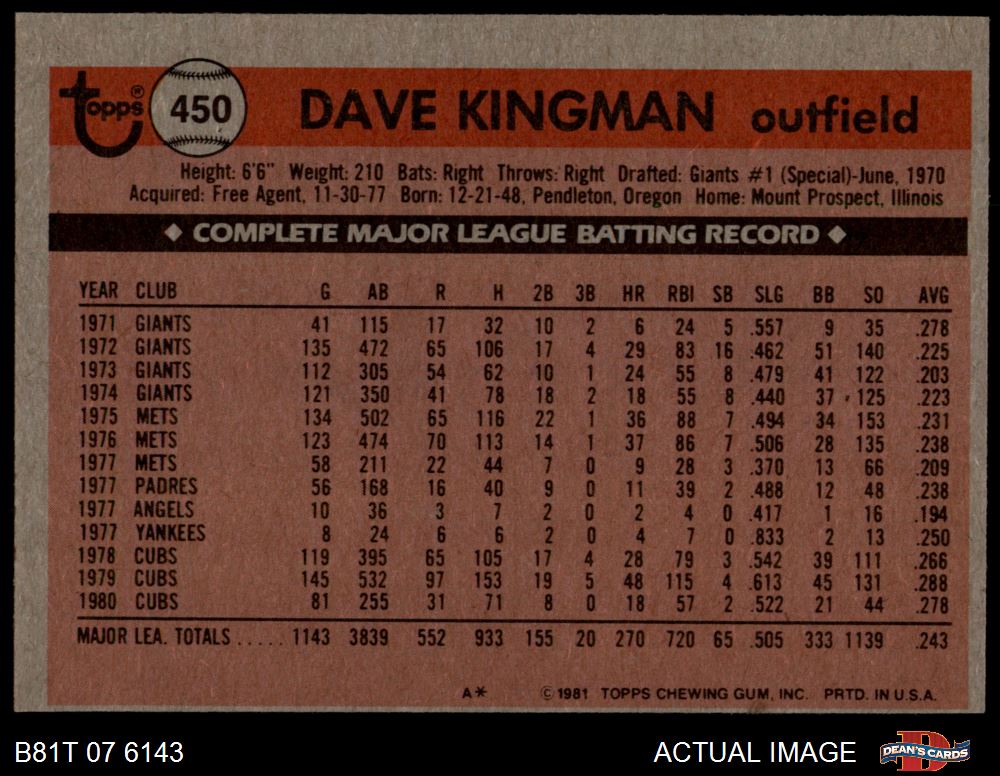 Topps® 450 DAVE KINGMAN outfield
Height: 6'6" Weight: 210 Bats: Right Throws: Right Drafted: Giants #1 (Special)-June, 1970
Acquired: Free Agent, 11-30-77 Born: 12-21-48, Pendleton, Oregon Home: Mount Prospect, Illinois
◆ COMPLETE MAJOR LEAGUE BATTING RECORD ◆
YEAR CLUB G AB R H 2B 3B HR RBI SB SLG BB SO AVG
1971 GIANTS 41 115 17 32 10 2 6 24 5 .557 9 35 .278
1972 GIANTS 135 472 65 106 17 4 29 83 16 .462 51 140 .225
1973 GIANTS 112 305 54 62 10 1 24 55 8 .479 41 122 .203
1974 GIANTS 121 350 41 78 18 2 18 55 8 .440 37 125 .223
1975 METS 134 502 65 116 22 1 36 88 7 .494 34 153 .231
1976 METS 123 474 70 113 14 1 37 86 7 .506 28 135 .238
1977 METS 58 211 22 44 7 0 9 28 3 .370 13 66 .209
1977 PADRES 56 168 16 40 9 0 11 39 2 .488 12 48 .238
1977 ANGELS 10 36 3 7 2 0 2 4 0 .417 1 16 .194
1977 YANKEES 8 24 6 6 2 0 4 7 0 .833 2 13 .250
1978 CUBS 119 395 65 105 17 4 28 79 3 .542 39 111 .266
1979 CUBS 145 532 97 153 19 5 48 115 4 .613 45 131 .288
1980 CUBS 81 255 31 71 8 0 18 57 2 .522 21 44 .278
MAJOR LEA. TOTALS ..... 1143 3839 552 933 155 20 270 720 65 .505 333 1139 .243
A* ©1981 TOPPS CHEWING GUM, INC. PRTD. IN U.S.A.
B81T 07 6143 ACTUAL IMAGE D DEAN'S CARDS